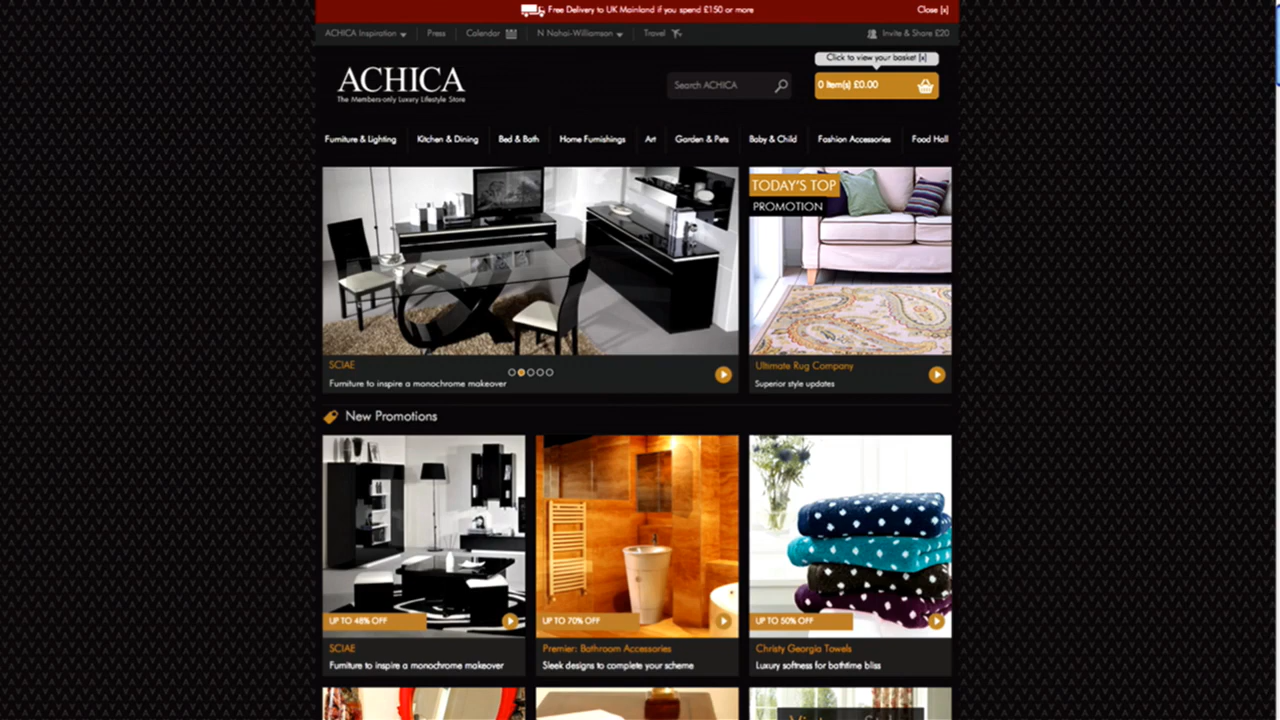 Free Delivery to UK Mainland if you spend £150 or more
Close [x]
ACHICA Inspiration
Press
Calendar
N Nahai-Williamson
Travel
Invite & Share £20
Click to view your basket [x]
ACHICA
The Members-only Luxury Lifestyle Store
Search ACHICA
0 Item(s) £0.00
Furniture & Lighting
Kitchen & Dining
Bed & Bath
Home Furnishings
Art
Garden & Pets
Baby & Child
Fashion Accessories
Food Hall
TODAY'S TOP
PROMOTION
SCIAE
Furniture to inspire a monochrome makeover
Ultimate Rug Company
Superior style updates
New Promotions
UP TO 48% OFF
UP TO 70% OFF
UP TO 50% OFF
SCIAE
Furniture to inspire a monochrome makeover
Premier: Bathroom Accessories
Sleek designs to complete your scheme
Christy Georgia Towels
Luxury softness for bathtime bliss